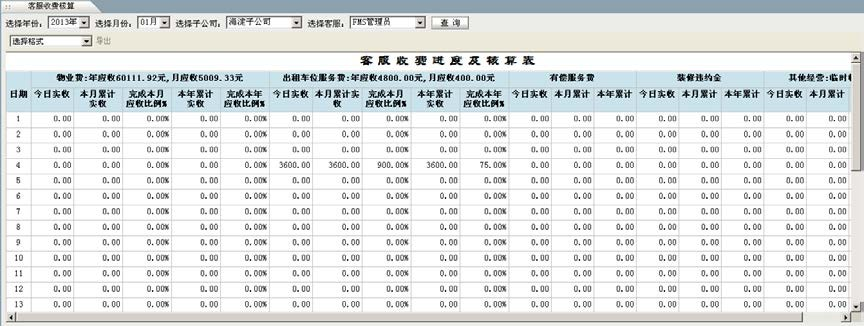 客服收费核算
选择年份: 2013年 选择月份: 01月 选择子公司: 海淀子公司 选择客服: FMS管理员 查 询
选择格式 导出
客服收费进度及核算表
物业费:年应收60111.92元,月应收5009.33元 出租车位服务费:年应收4800.00元,月应收400.00元 有偿服务费 装修违约金 其他经营:临时
日期 今日实收 本月累计实收 完成本月应收比例% 本年累计实收 完成本年应收比例% 今日实收 本月累计实收 完成本月应收比例% 本年累计实收 完成本年应收比例% 今日实收 本月累计 本年累计 今日实收 本月累计 本年累计 今日实收 本月累计
1 0.00 0.00 0.00% 0.00 0.00% 0.00 0.00 0.00% 0.00 0.00% 0.00 0.00 0.00 0.00 0.00 0.00 0.00 0.00
2 0.00 0.00 0.00% 0.00 0.00% 0.00 0.00 0.00% 0.00 0.00% 0.00 0.00 0.00 0.00 0.00 0.00 0.00 0.00
3 0.00 0.00 0.00% 0.00 0.00% 0.00 0.00 0.00% 0.00 0.00% 0.00 0.00 0.00 0.00 0.00 0.00 0.00 0.00
4 0.00 0.00 0.00% 0.00 0.00% 3600.00 3600.00 900.00% 3600.00 75.00% 0.00 0.00 0.00 0.00 0.00 0.00 0.00 0.00
5 0.00 0.00 0.00% 0.00 0.00% 0.00 0.00 0.00% 0.00 0.00% 0.00 0.00 0.00 0.00 0.00 0.00 0.00 0.00
6 0.00 0.00 0.00% 0.00 0.00% 0.00 0.00 0.00% 0.00 0.00% 0.00 0.00 0.00 0.00 0.00 0.00 0.00 0.00
7 0.00 0.00 0.00% 0.00 0.00% 0.00 0.00 0.00% 0.00 0.00% 0.00 0.00 0.00 0.00 0.00 0.00 0.00 0.00
8 0.00 0.00 0.00% 0.00 0.00% 0.00 0.00 0.00% 0.00 0.00% 0.00 0.00 0.00 0.00 0.00 0.00 0.00 0.00
9 0.00 0.00 0.00% 0.00 0.00% 0.00 0.00 0.00% 0.00 0.00% 0.00 0.00 0.00 0.00 0.00 0.00 0.00 0.00
10 0.00 0.00 0.00% 0.00 0.00% 0.00 0.00 0.00% 0.00 0.00% 0.00 0.00 0.00 0.00 0.00 0.00 0.00 0.00
11 0.00 0.00 0.00% 0.00 0.00% 0.00 0.00 0.00% 0.00 0.00% 0.00 0.00 0.00 0.00 0.00 0.00 0.00 0.00
12 0.00 0.00 0.00% 0.00 0.00% 0.00 0.00 0.00% 0.00 0.00% 0.00 0.00 0.00 0.00 0.00 0.00 0.00 0.00
13 0.00 0.00 0.00% 0.00 0.00% 0.00 0.00 0.00% 0.00 0.00% 0.00 0.00 0.00 0.00 0.00 0.00 0.00 0.00